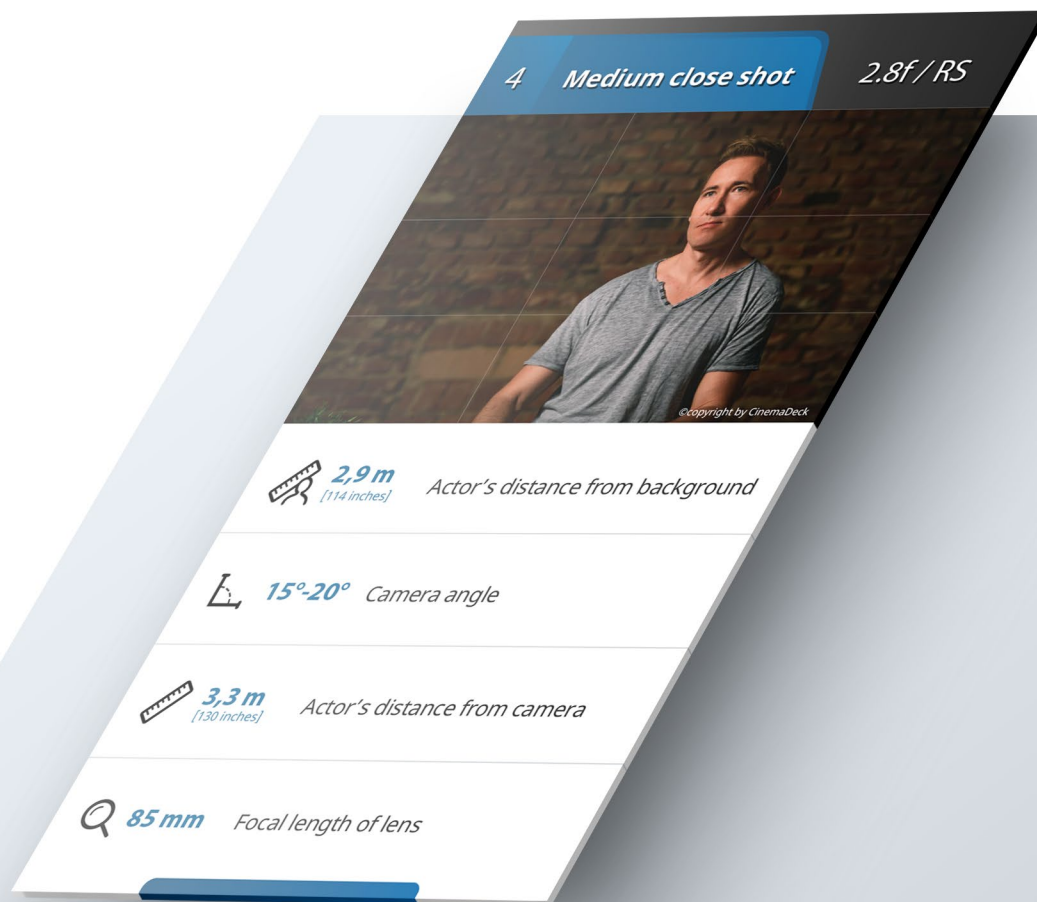 4 Medium close shot 2.8f / RS
©copyright by CinemaDeck
2,9 m Actor's distance from background
[114 inches]
15°-20° Camera angle
3,3 m Actor's distance from camera
[130 inches]
85 mm Focal length of lens